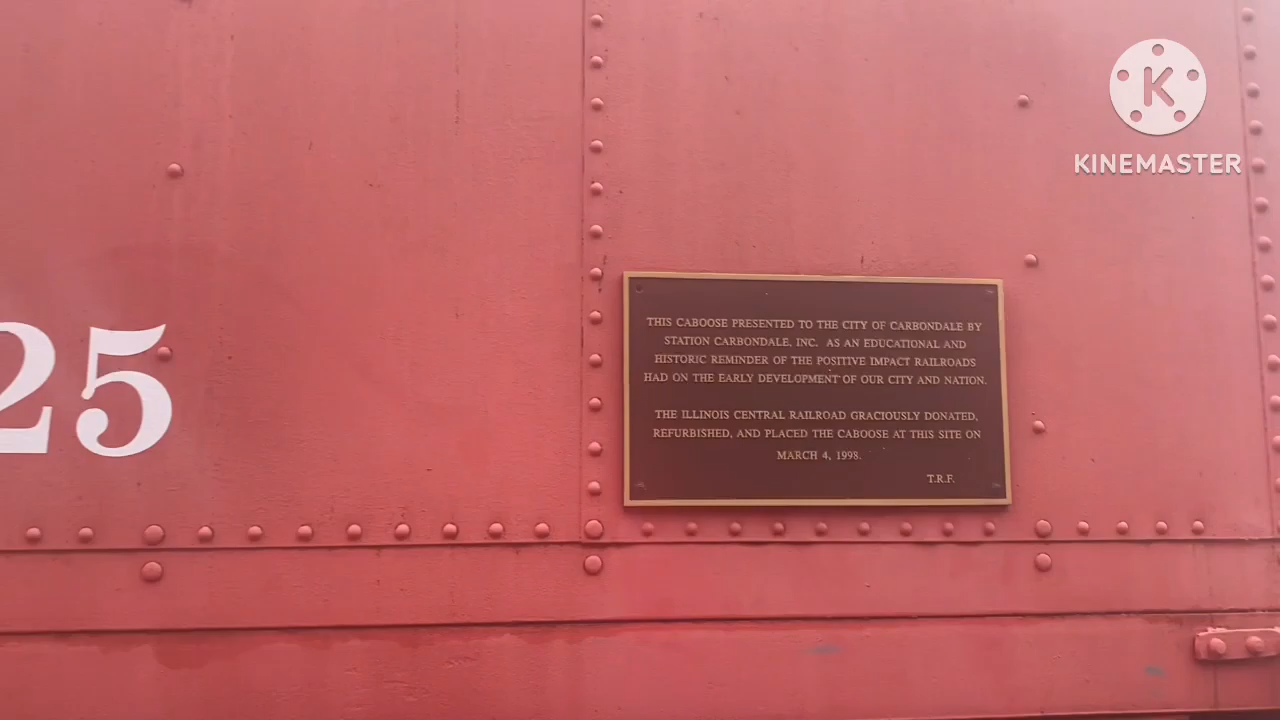 K
KINEMASTER
THIS CABOOSE PRESENTED TO THE CITY OF CARBONDALE BY
STATION CARBONDALE, INC. AS AN EDUCATIONAL AND
HISTORIC REMINDER OF THE POSITIVE IMPACT RAILROADS
HAD ON THE EARLY DEVELOPMENT OF OUR CITY AND NATION.
THE ILLINOIS CENTRAL RAILROAD GRACIOUSLY DONATED,
REFURBISHED, AND PLACED THE CABOOSE AT THIS SITE ON
MARCH 4, 1998.
T.R.F.
25